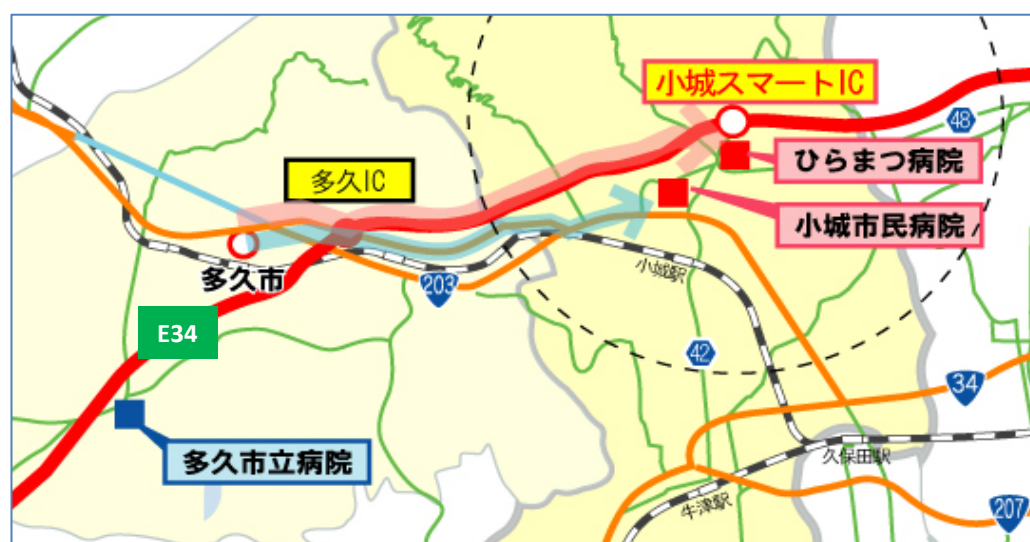 小城スマートIC
48
ひらまつ病院
多久IC
小城市民病院
多久市
小城駅
203
E34
42
34
多久市立病院
久保田駅
牛津駅
207